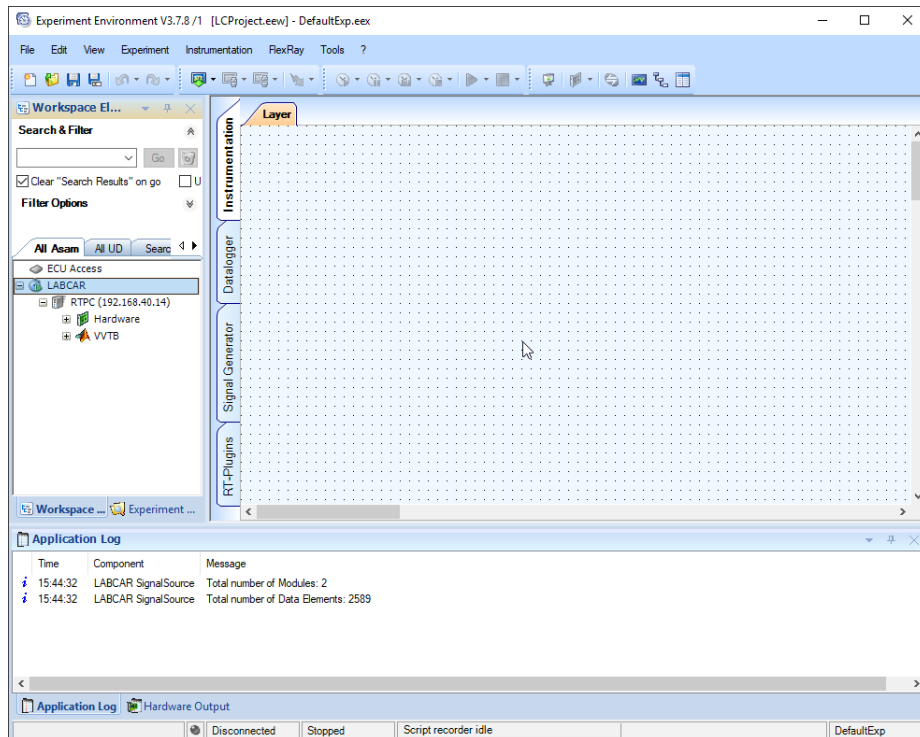 Experiment Environment V3.7.8 /1 [LCProject.eew] - DefaultExp.eex
File Edit View Experiment Instrumentation FlexRay Tools ?
Workspace El...
Search & Filter
Go
Clear "Search Results" on go U
Filter Options
All Asam All UD Searc
ECU Access
LABCAR
RTPC (192.168.40.14)
Hardware
VVTB
Workspace ... Experiment ...
Layer
Instrumentation
Datalogger
Signal Generator
RT-Plugins
Application Log
Time Component Message
i 15:44:32 LABCAR SignalSource Total number of Modules: 2
i 15:44:32 LABCAR SignalSource Total number of Data Elements: 2589
Application Log Hardware Output
Disconnected Stopped Script recorder idle DefaultExp